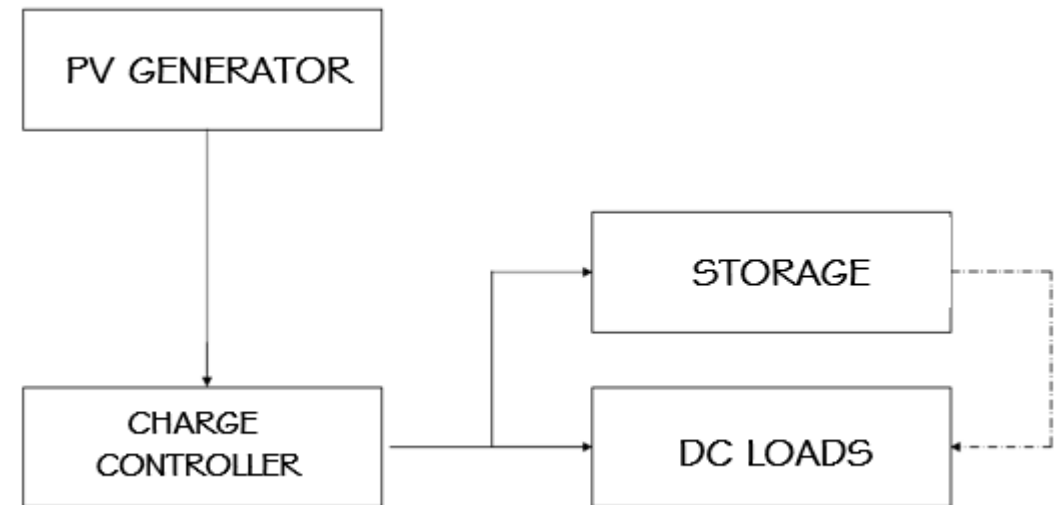 PV GENERATOR
STORAGE
CHARGE
CONTROLLER
DC LOADS